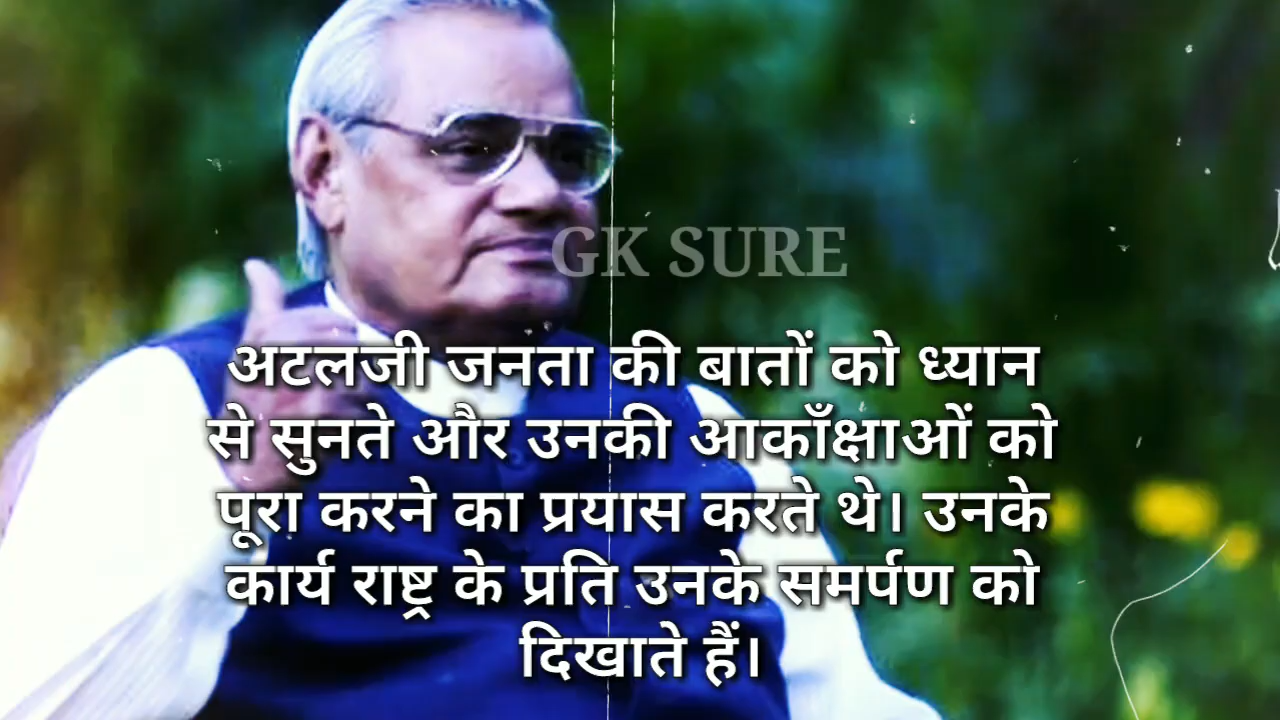 GK SURE
अटलजी जनता की बातों को ध्यान
से सुनते और उनकी आकाँक्षाओं को
पूरा करने का प्रयास करते थे। उनके
कार्य राष्ट्र के प्रति उनके समर्पण को
दिखाते हैं।